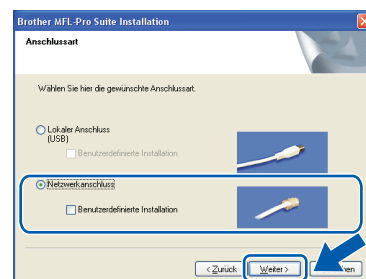 Brother MFL-Pro Suite Installation
Anschlussart
Wählen Sie hier die gewünschte Anschlussart.
Lokaler Anschluss
(USB)
Benutzerdefinierte Installation
Netzwerkanschluss
Benutzerdefinierte Installation
< Zurück Weiter >